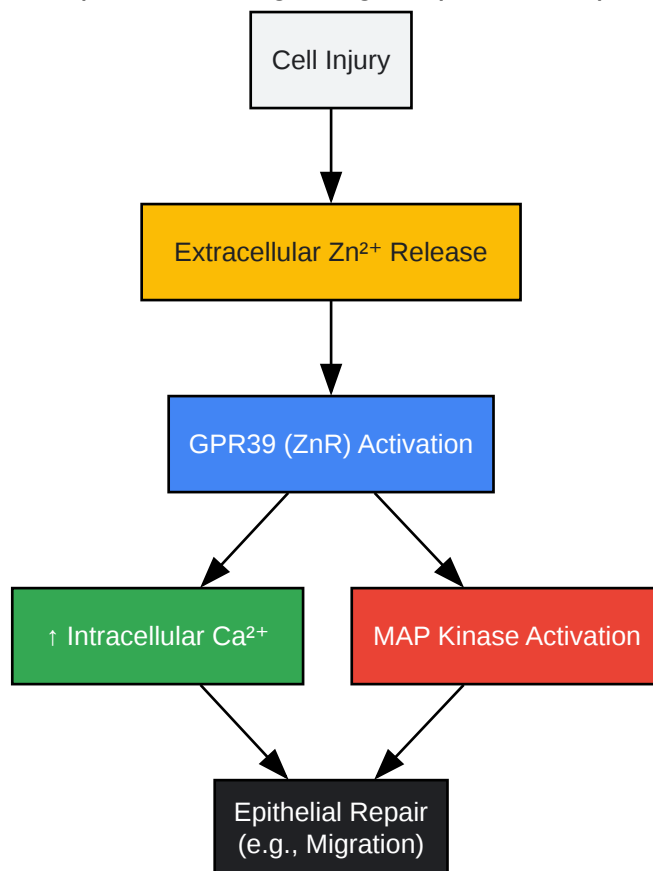 Cell Injury
Extracellular Zn²⁺ Release
GPR39 (ZnR) Activation
↑ Intracellular Ca²⁺
MAP Kinase Activation
Epithelial Repair
(e.g., Migration)